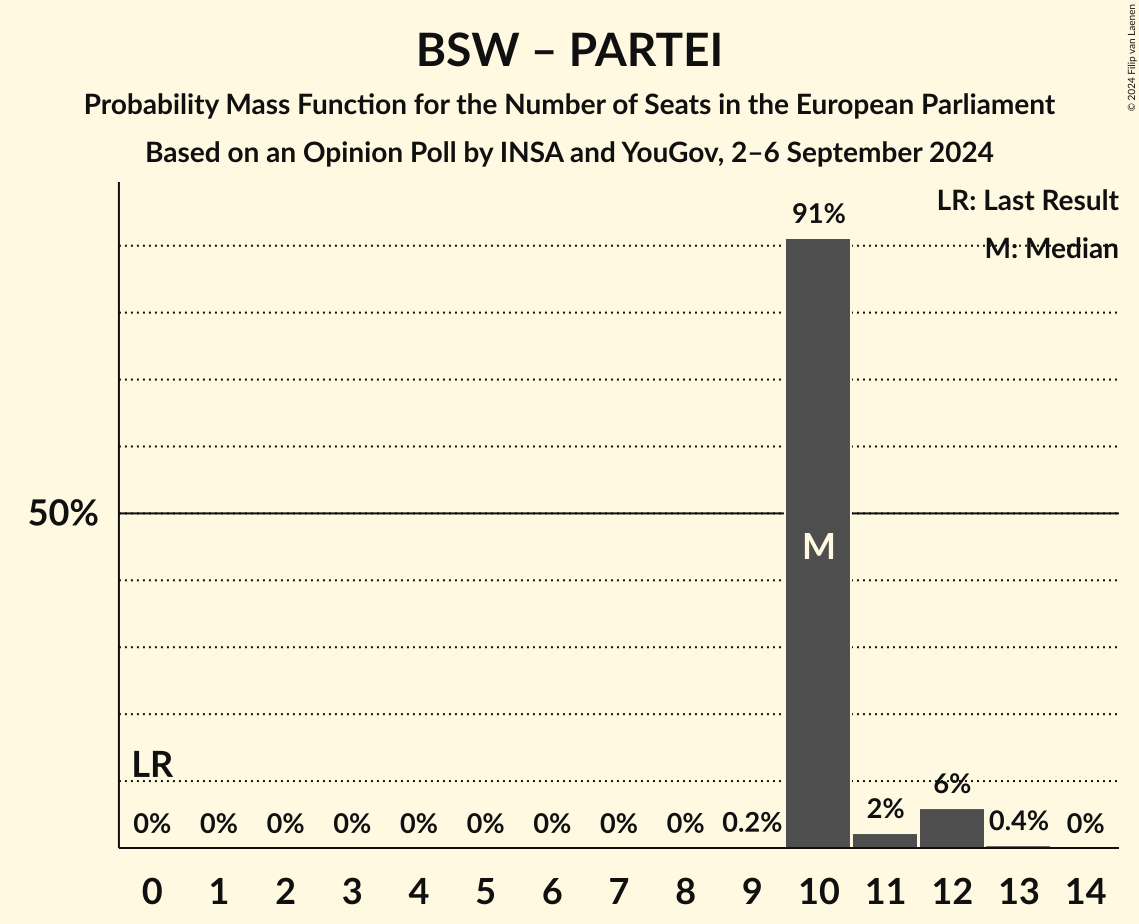 BSW – PARTEI
Probability Mass Function for the Number of Seats in the European Parliament
Based on an Opinion Poll by INSA and YouGov, 2–6 September 2024
© 2024 Filip van Laenen
LR: Last Result
M: Median
91%
50%
M
LR
0% 0% 0% 0% 0% 0% 0% 0% 0% 0.2% 2% 6% 0.4% 0%
0 1 2 3 4 5 6 7 8 9 10 11 12 13 14